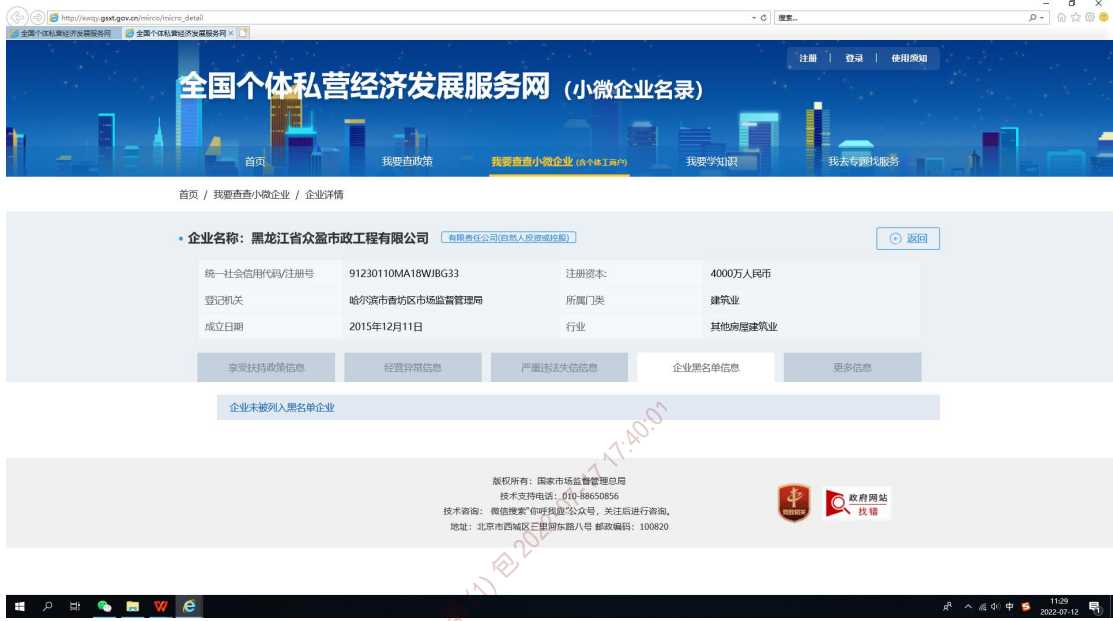 http://xwqy.gsxt.gov.cn/mirco/micro_detail
搜索...
全国个体私营经济发展服务网
全国个体私营经济发展服务网 ×
注册 | 登录 | 使用须知
全国个体私营经济发展服务网 (小微企业名录)
首页
我要查政策
我要查查小微企业 (含个体工商户)
我要学知识
我去专题找服务
首页 / 我要查查小微企业 / 企业详情
• 企业名称: 黑龙江省众盈市政工程有限公司
有限责任公司(自然人投资或控股)
返回
统一社会信用代码/注册号 91230110MA18WJBG33 注册资本: 4000万人民币
登记机关 哈尔滨市香坊区市场监督管理局 所属门类 建筑业
成立日期 2015年12月11日 行业 其他房屋建筑业
享受扶持政策信息 经营异常信息 严重违法失信信息 企业黑名单信息 更多信息
企业未被列入黑名单企业
版权所有: 国家市场监督管理总局
技术支持电话: 010-88650856
技术咨询: 微信搜索"你呼我应"公众号, 关注后进行咨询。
地址: 北京市西城区三里河东路八号 邮政编码: 100820
党政机关
政府网站
找错
(1) 包 2022-07-17 17:40:01
中
11:29
2022-07-12